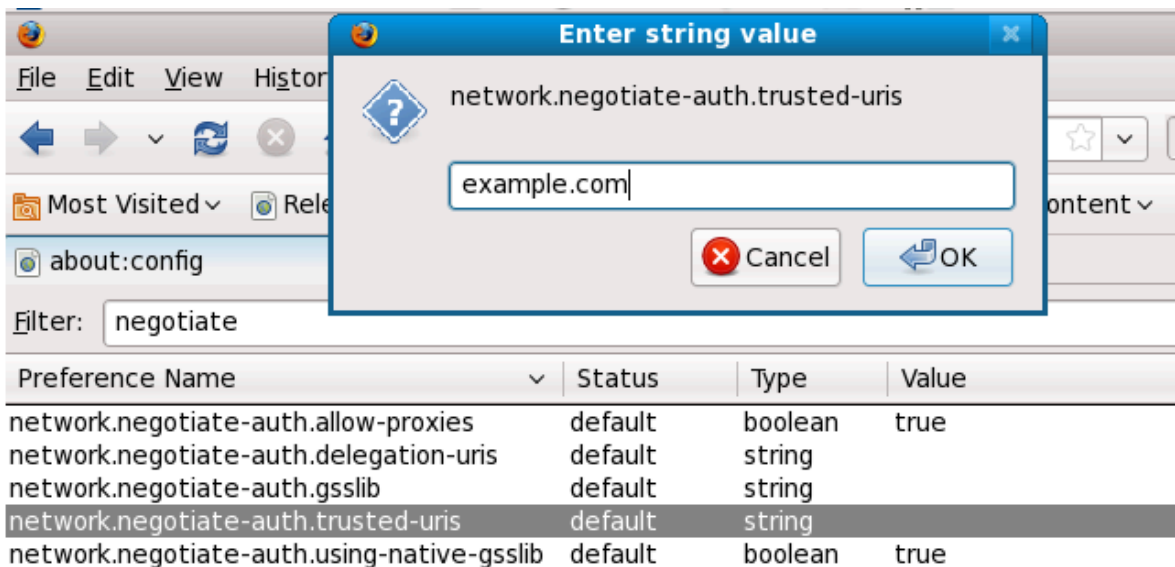 Enter string value
File Edit View Histor
network.negotiate-auth.trusted-uris
example.com
Most Visited Rele ontent
Cancel OK
about:config
Filter: negotiate
Preference Name Status Type Value
network.negotiate-auth.allow-proxies default boolean true
network.negotiate-auth.delegation-uris default string
network.negotiate-auth.gsslib default string
network.negotiate-auth.trusted-uris default string
network.negotiate-auth.using-native-gsslib default boolean true